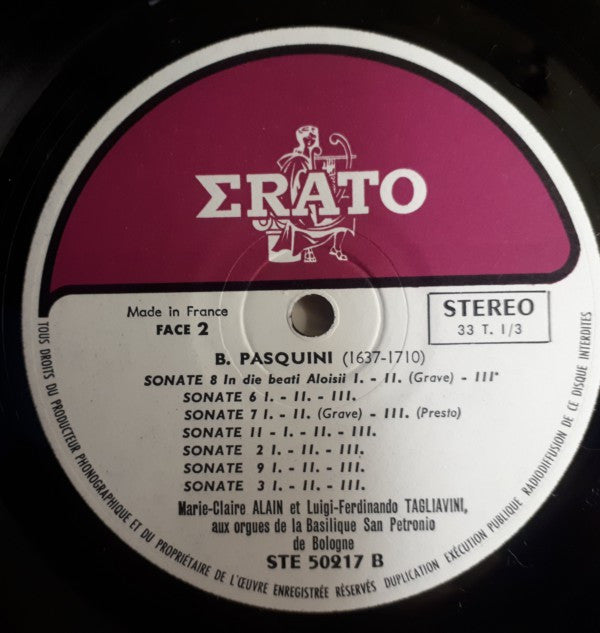 ΣRATO
Made in France
FACE 2
STEREO
33 T. 1/3
B. PASQUINI (1637-1710)
SONATE 8 In die beati Aloisii I. - II. (Grave) - III*
SONATE 6 I. - II. - III.
SONATE 7 I. - II. (Grave) - III. (Presto)
SONATE 11 - I. - II. - III.
SONATE 2 I. - II. - III.
SONATE 9 I. - II. - III.
SONATE 3 I. - II. - III.
Marie-Claire ALAIN et Luigi-Ferdinando TAGLIAVINI,
aux orgues de la Basilique San Petronio
de Bologne
STE 50217 B
TOUS DROITS DU PRODUCTEUR PHONOGRAPHIQUE ET DU PROPRIÉTAIRE DE L'ŒUVRE ENREGISTRÉE RÉSERVÉS DUPLICATION EXÉCUTION PUBLIQUE RADIODIFFUSION DE CE DISQUE INTERDITES